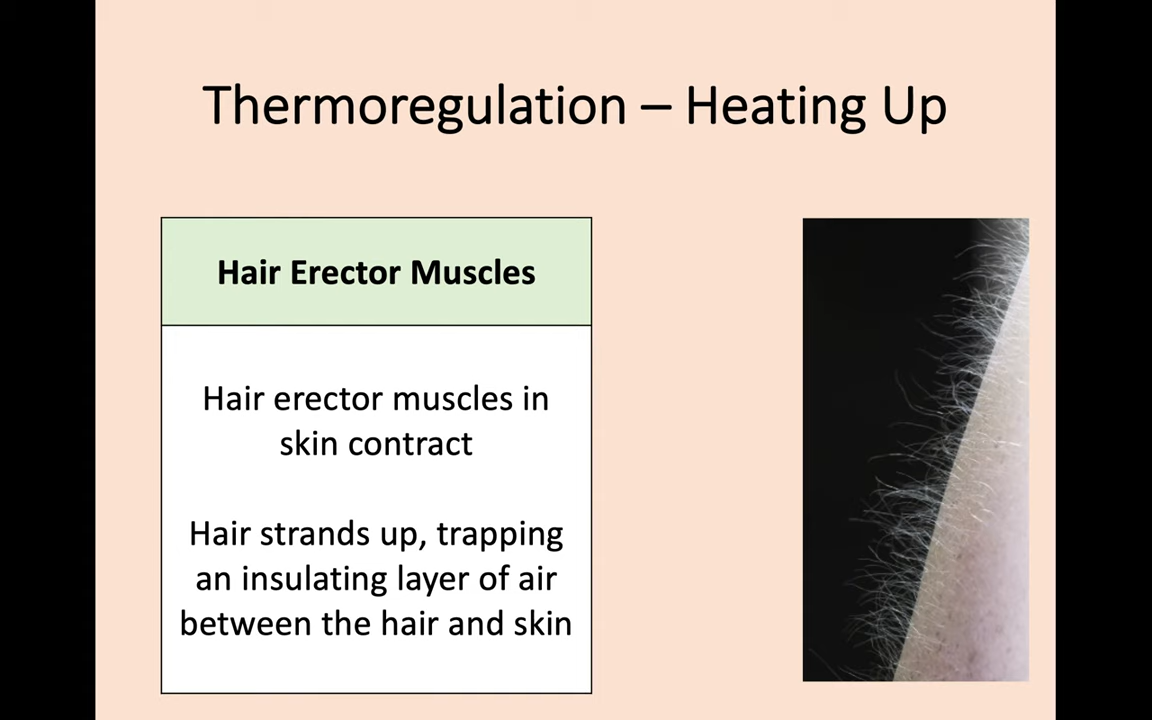 Thermoregulation – Heating Up
Hair Erector Muscles
Hair erector muscles in
skin contract
Hair strands up, trapping
an insulating layer of air
between the hair and skin